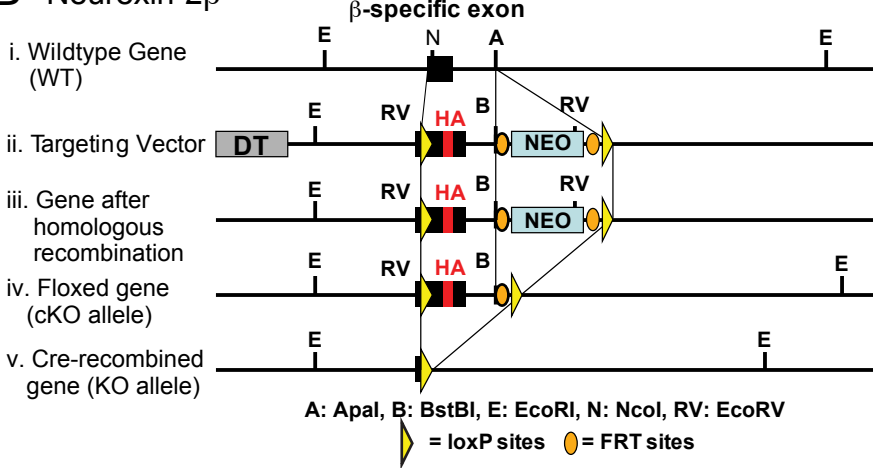 B Neurexin-2β
β-specific exon
i. Wildtype Gene
(WT)
E N A E
ii. Targeting Vector
DT E RV HA B NEO RV
iii. Gene after
homologous
recombination
E RV HA B NEO RV
iv. Floxed gene
(cKO allele)
E RV HA B E
v. Cre-recombined
gene (KO allele)
E E
A: ApaI, B: BstBI, E: EcoRI, N: NcoI, RV: EcoRV
= loxP sites = FRT sites